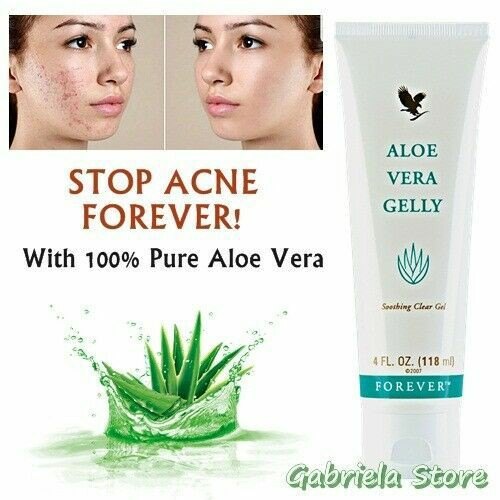 STOP ACNE
FOREVER!
With 100% Pure Aloe Vera
ALOE
VERA
GELLY
Soothing Clear Gel
4 FL. OZ. (118 ml)
©2007
FOREVER™
Gabriela Store